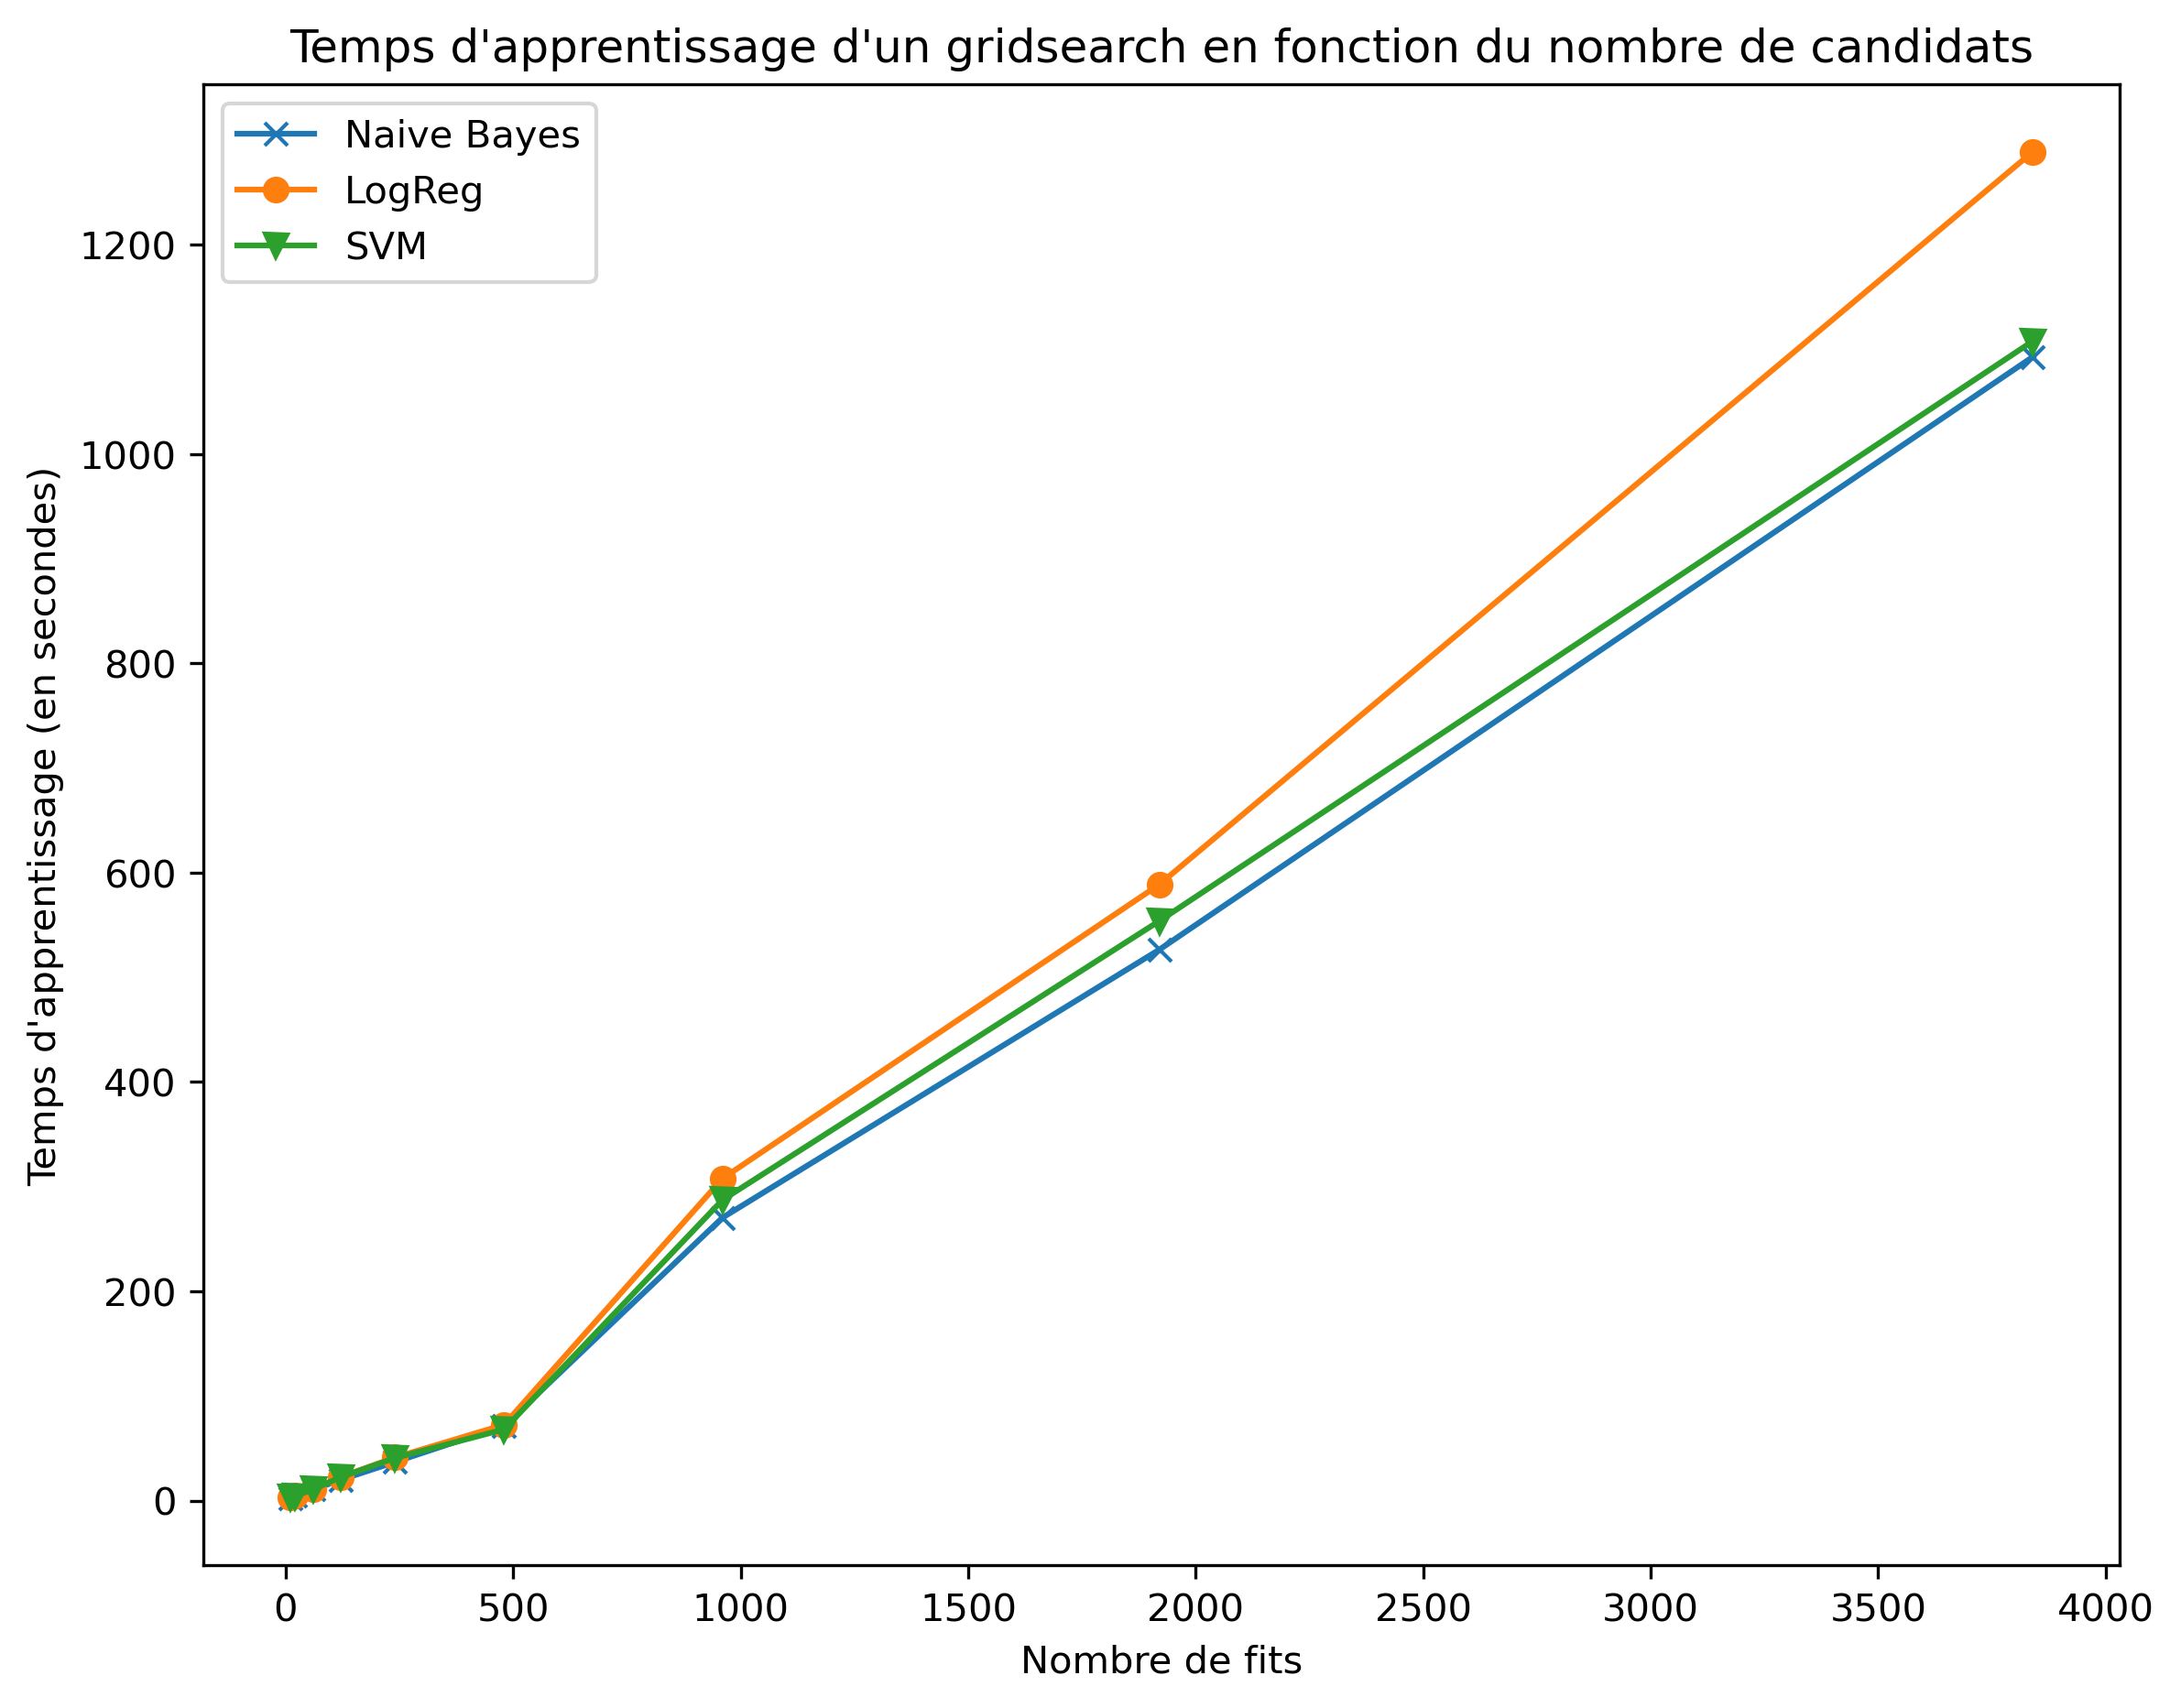 Temps d'apprentissage d'un gridsearch en fonction du nombre de candidats
Naive Bayes
LogReg
SVM
1200
1000
800
600
400
200
0
Temps d'apprentissage (en secondes)
0 500 1000 1500 2000 2500 3000 3500 4000
Nombre de fits